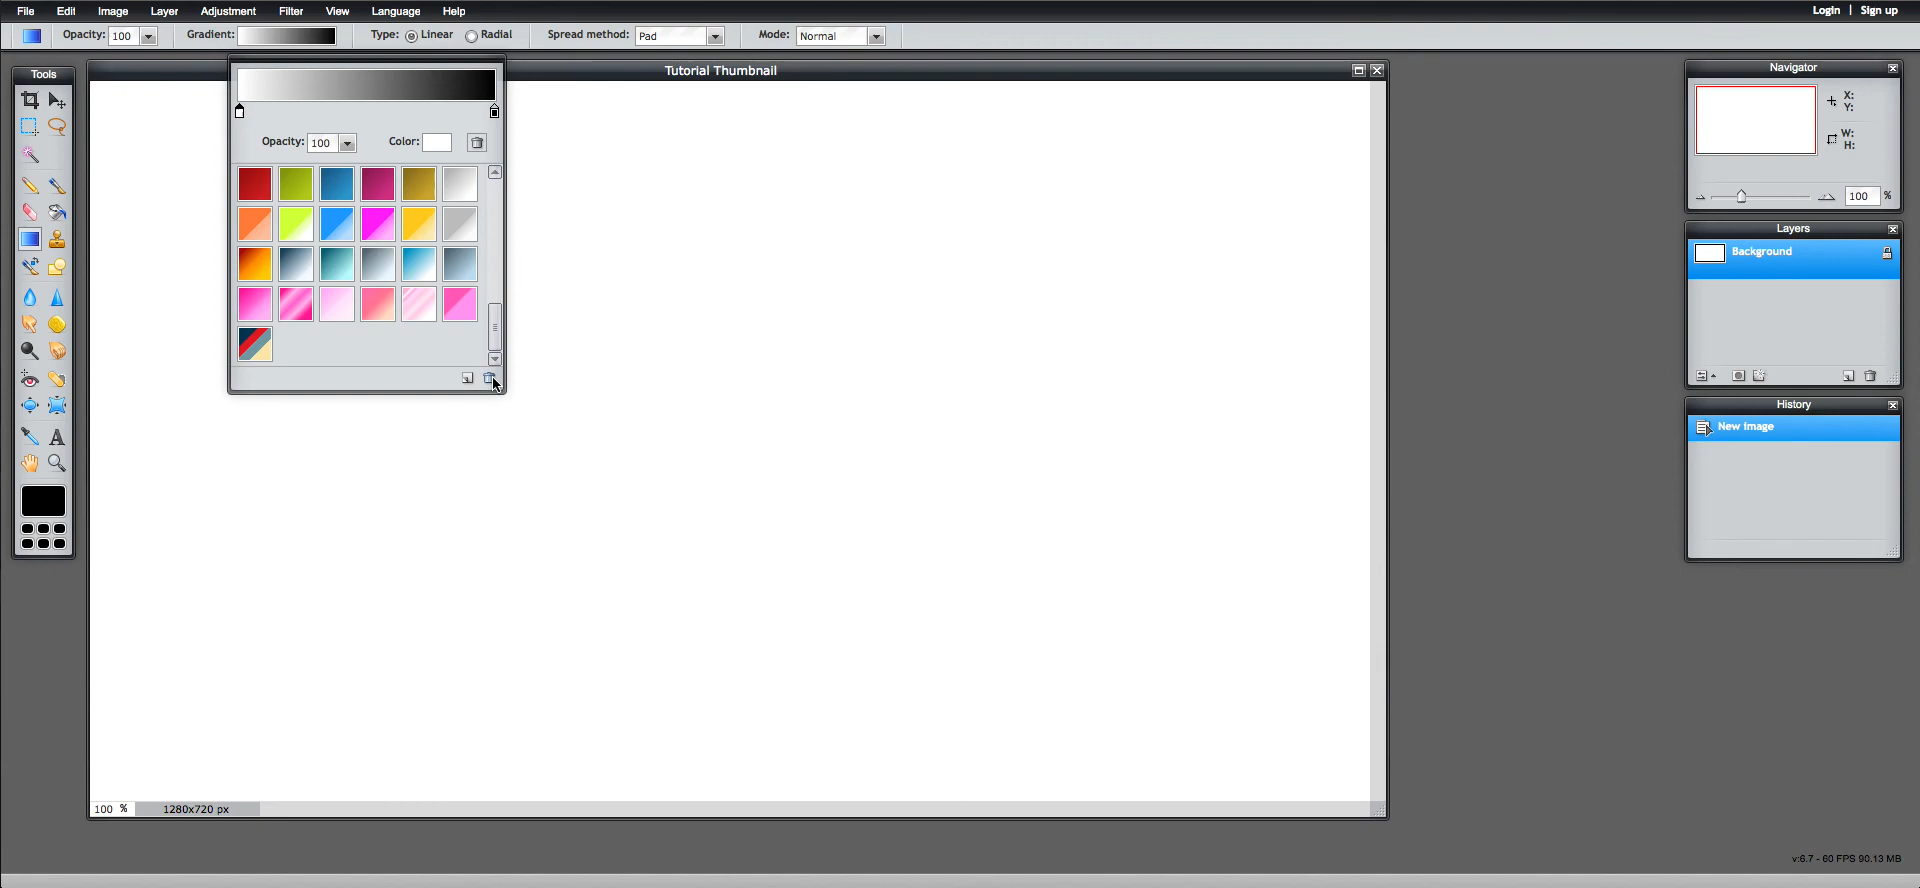 File Edit Image Layer Adjustment Filter View Language Help Login | Sign up
Opacity: 100 Gradient: Type: Linear Radial Spread method: Pad Mode: Normal
Tools
Tutorial Thumbnail
Opacity: 100 Color:
Navigator
X:
Y:
W:
H:
100 %
Layers
Background
History
New image
100 % 1280x720 px
v:6.7 - 60 FPS 90.13 MB